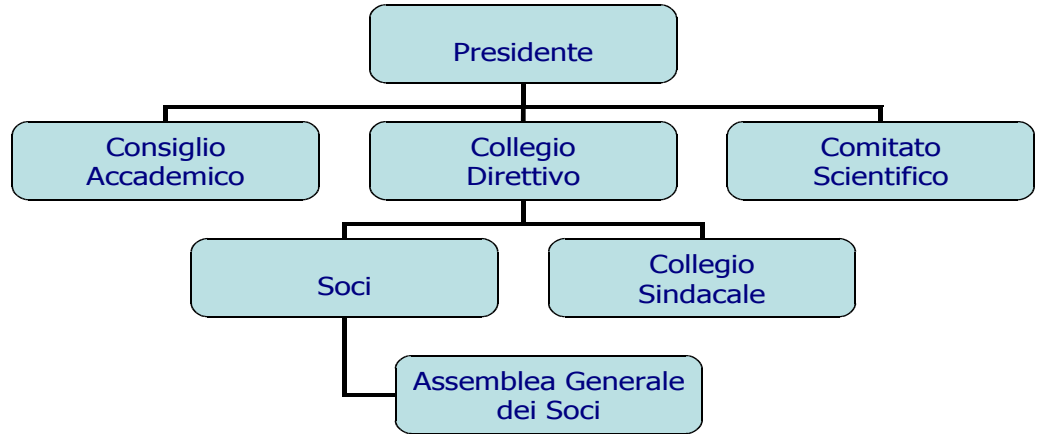 Presidente
Consiglio
Accademico
Collegio
Direttivo
Comitato
Scientifico
Soci
Collegio
Sindacale
Assemblea Generale
dei Soci